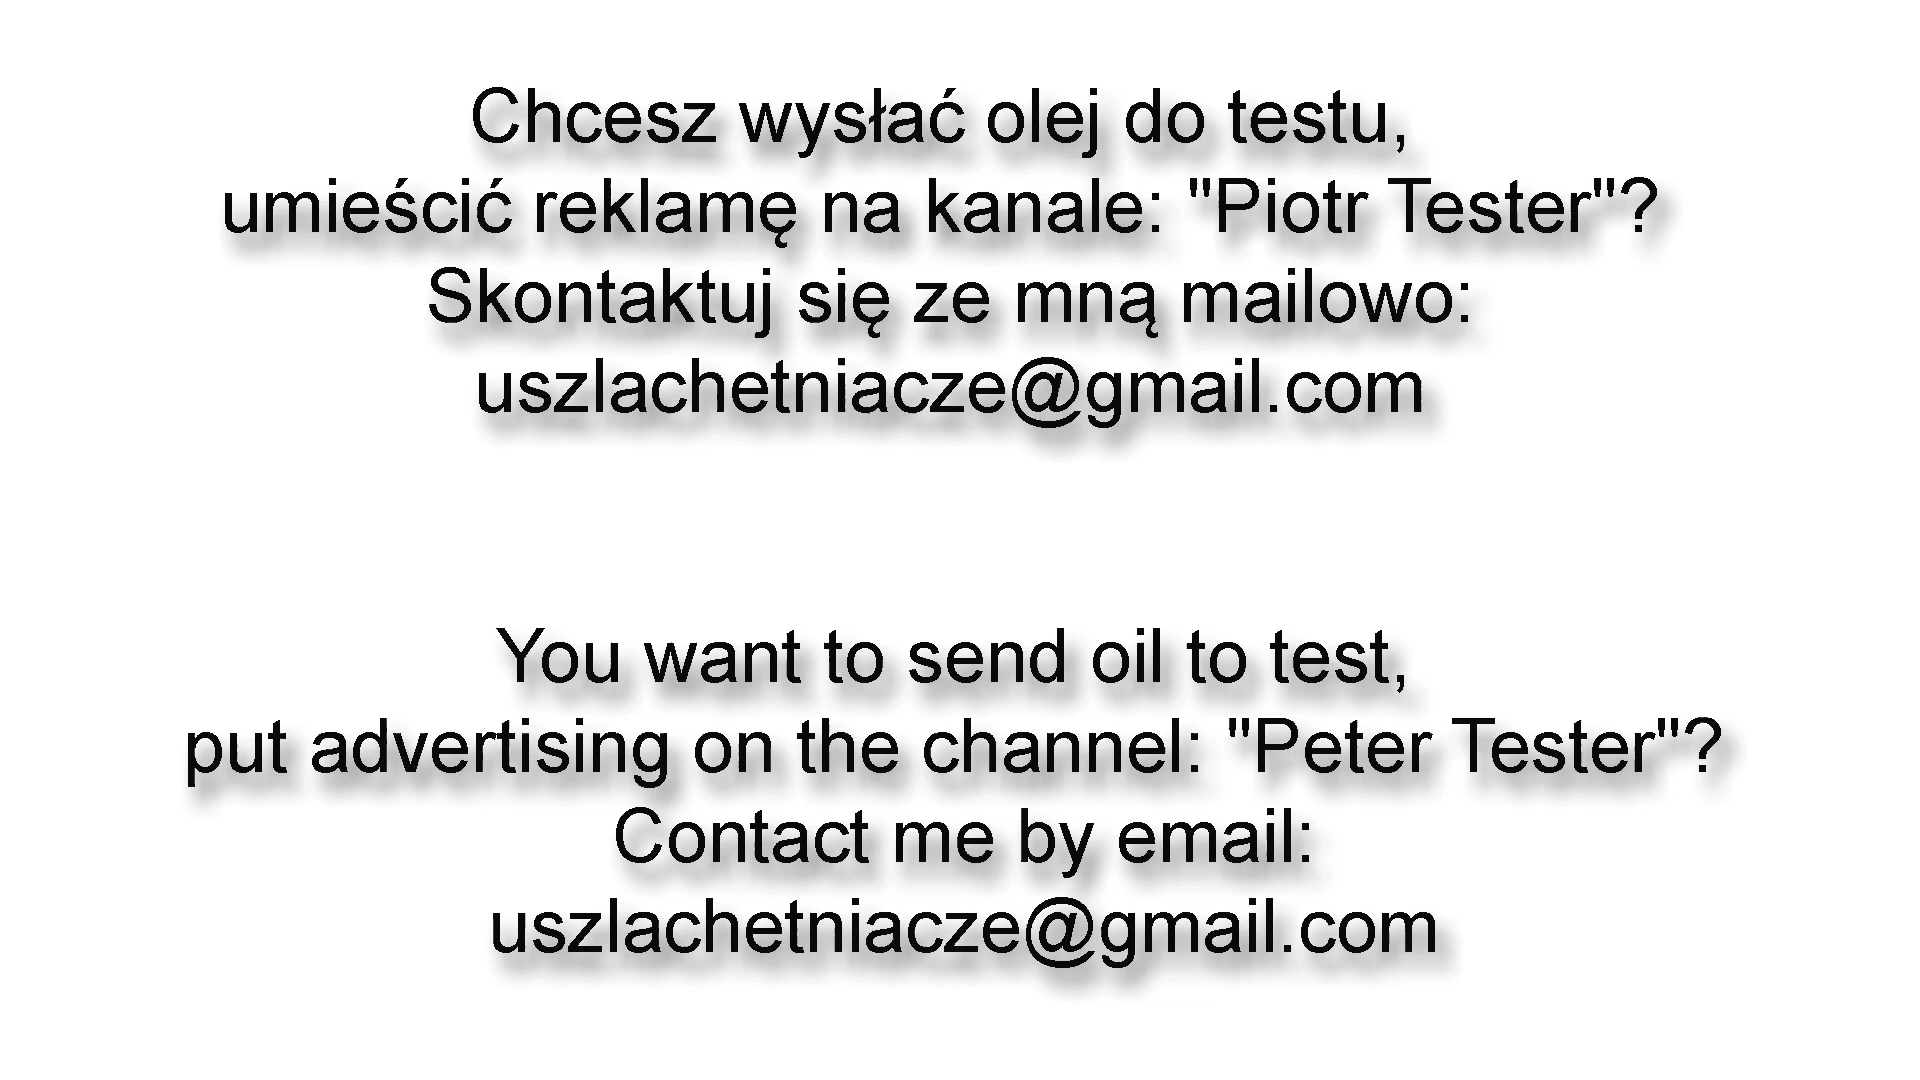 Chcesz wysłać olej do testu,
umieścić reklamę na kanale: "Piotr Tester"?
Skontaktuj się ze mną mailowo:
uszlachetniacze@gmail.com
You want to send oil to test,
put advertising on the channel: "Peter Tester"?
Contact me by email:
uszlachetniacze@gmail.com